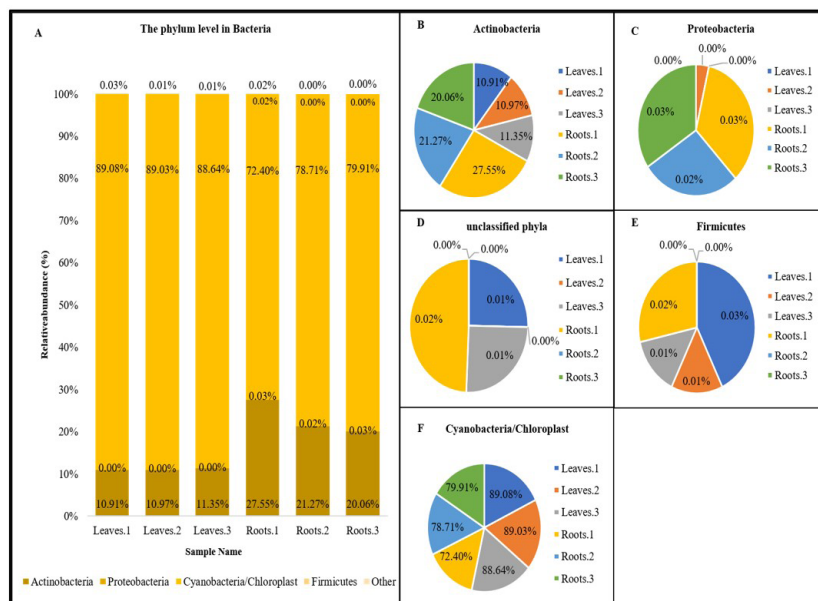 A
The phylum level in Bacteria
0.03% 0.01% 0.01% 0.02% 0.00% 0.00%
100%
0.02% 0.00% 0.00%
90%
89.08% 89.03% 88.64% 72.40% 78.71% 79.91%
80%
70%
60%
50%
40%
30%
0.03%
20%
0.02% 0.03%
10%
0.00% 0.00% 0.00%
10.91% 10.97% 11.35% 27.55% 21.27% 20.06%
0%
Relativeabundance (%)
Leaves.1 Leaves.2 Leaves.3 Roots.1 Roots.2 Roots.3
Sample Name
Actinobacteria Proteobacteria Cyanobacteria/Chloroplast Firmicutes Other
B
Actinobacteria
10.91%
10.97%
11.35%
27.55%
21.27%
20.06%
Leaves.1
Leaves.2
Leaves.3
Roots.1
Roots.2
Roots.3
C
Proteobacteria
0.00%
0.00%
0.00%
0.03%
0.03%
0.02%
Leaves.1
Leaves.2
Leaves.3
Roots.1
Roots.2
Roots.3
D
unclassified phyla
0.00% 0.00%
0.01%
0.02%
0.00%
0.01%
Leaves.1
Leaves.2
Leaves.3
Roots.1
Roots.2
Roots.3
E
Firmicutes
0.00% 0.00%
0.02%
0.03%
0.01%
0.01%
Leaves.1
Leaves.2
Leaves.3
Roots.1
Roots.2
Roots.3
F
Cyanobacteria/Chloroplast
79.91%
89.08%
78.71%
89.03%
72.40%
88.64%
Leaves.1
Leaves.2
Leaves.3
Roots.1
Roots.2
Roots.3